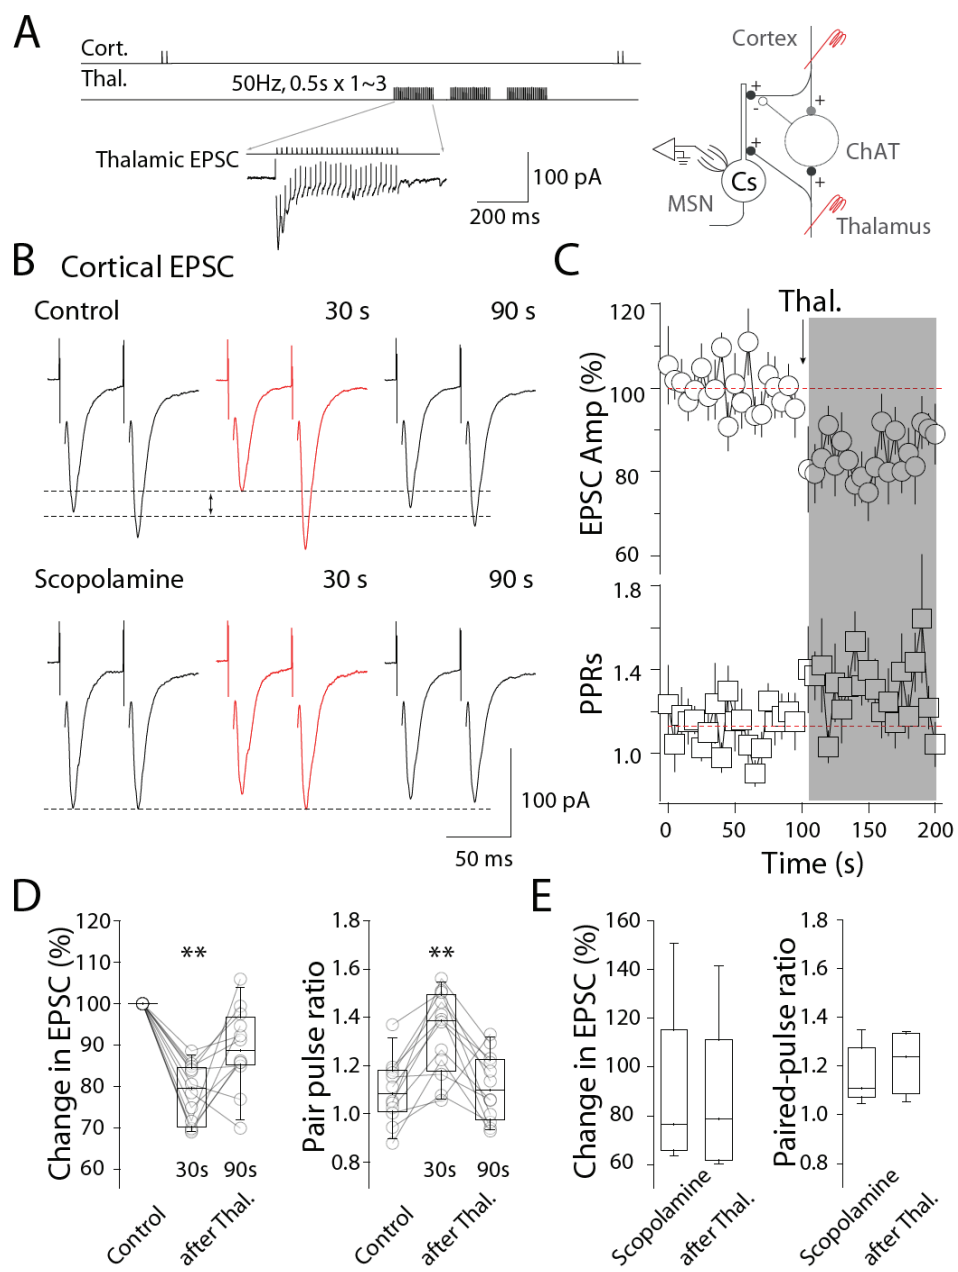 A
Cort.
Thal.
50Hz, 0.5s x 1~3
Thalamic EPSC
100 pA
200 ms
Cortex
+
-
+
+
ChAT
Cs
MSN
+
Thalamus
B
Cortical EPSC
Control
30 s
90 s
Scopolamine
30 s
90 s
100 pA
50 ms
C
Thal.
EPSC Amp (%)
120
100
80
60
PPRs
1.8
1.4
1.0
0
50
100
150
200
Time (s)
D
Change in EPSC (%)
120
110
100
90
80
70
60
**
30s
90s
Control
after Thal.
Pair pulse ratio
1.8
1.6
1.4
1.2
1.0
0.8
**
30s
90s
Control
after Thal.
E
Change in EPSC (%)
160
140
120
100
80
60
Scopolamine
after Thal.
Paired-pulse ratio
1.8
1.6
1.4
1.2
1.0
0.8
Scopolamine
after Thal.